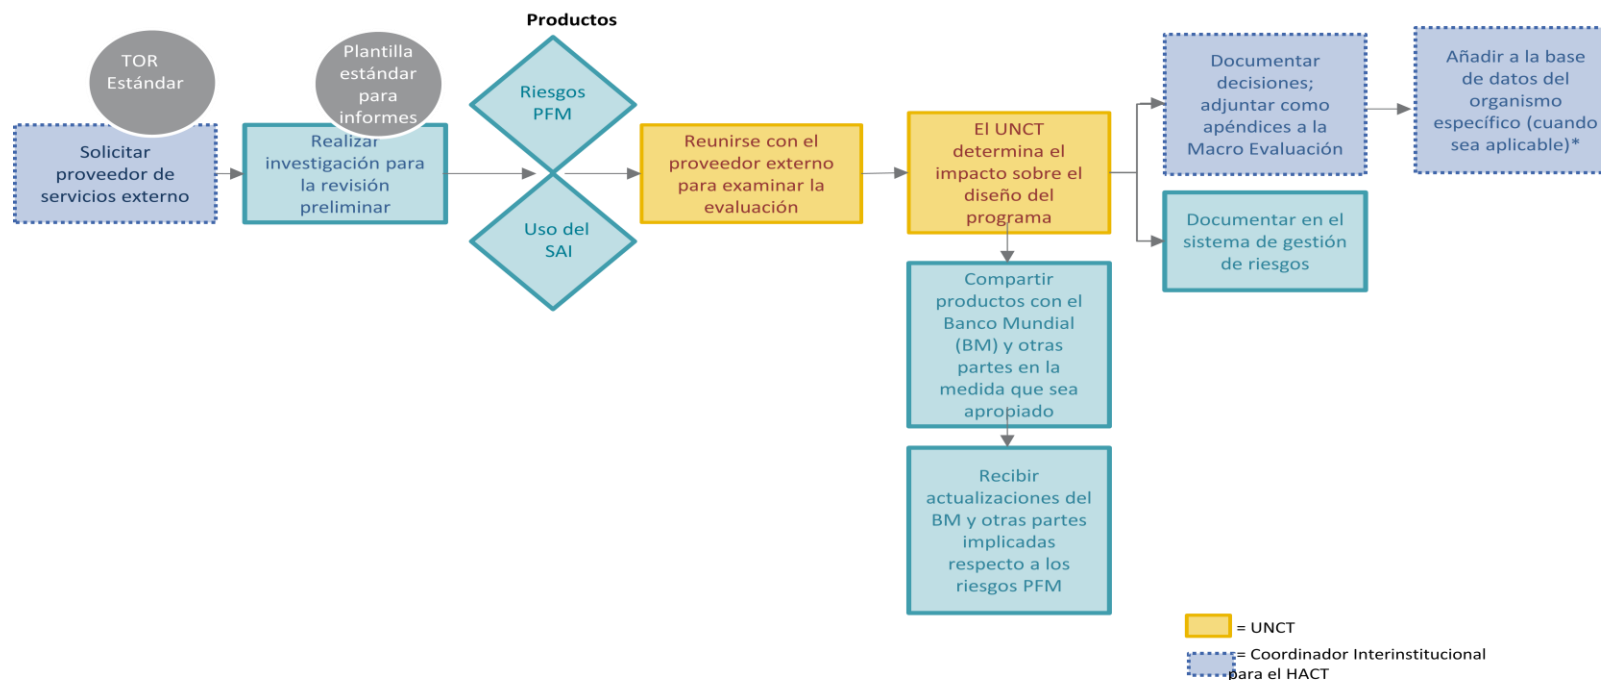 Productos
TOR
Estándar
Plantilla
estándar
para
informes
Riesgos
PFM
Uso del
SAI
Solicitar
proveedor de
servicios externo
Realizar
investigación para
la revisión
preliminar
Reunirse con el
proveedor externo
para examinar la
evaluación
El UNCT
determina el
impacto sobre el
diseño del
programa
Documentar
decisiones;
adjuntar como
apéndices a la
Macro Evaluación
Añadir a la base
de datos del
organismo
específico (cuando
sea aplicable)*
Documentar en el
sistema de gestión
de riesgos
Compartir
productos con el
Banco Mundial
(BM) y otras
partes en la
medida que sea
apropiado
Recibir
actualizaciones del
BM y otras partes
implicadas
respecto a los
riesgos PFM
= UNCT
= Coordinador Interinstitucional
para el HACT